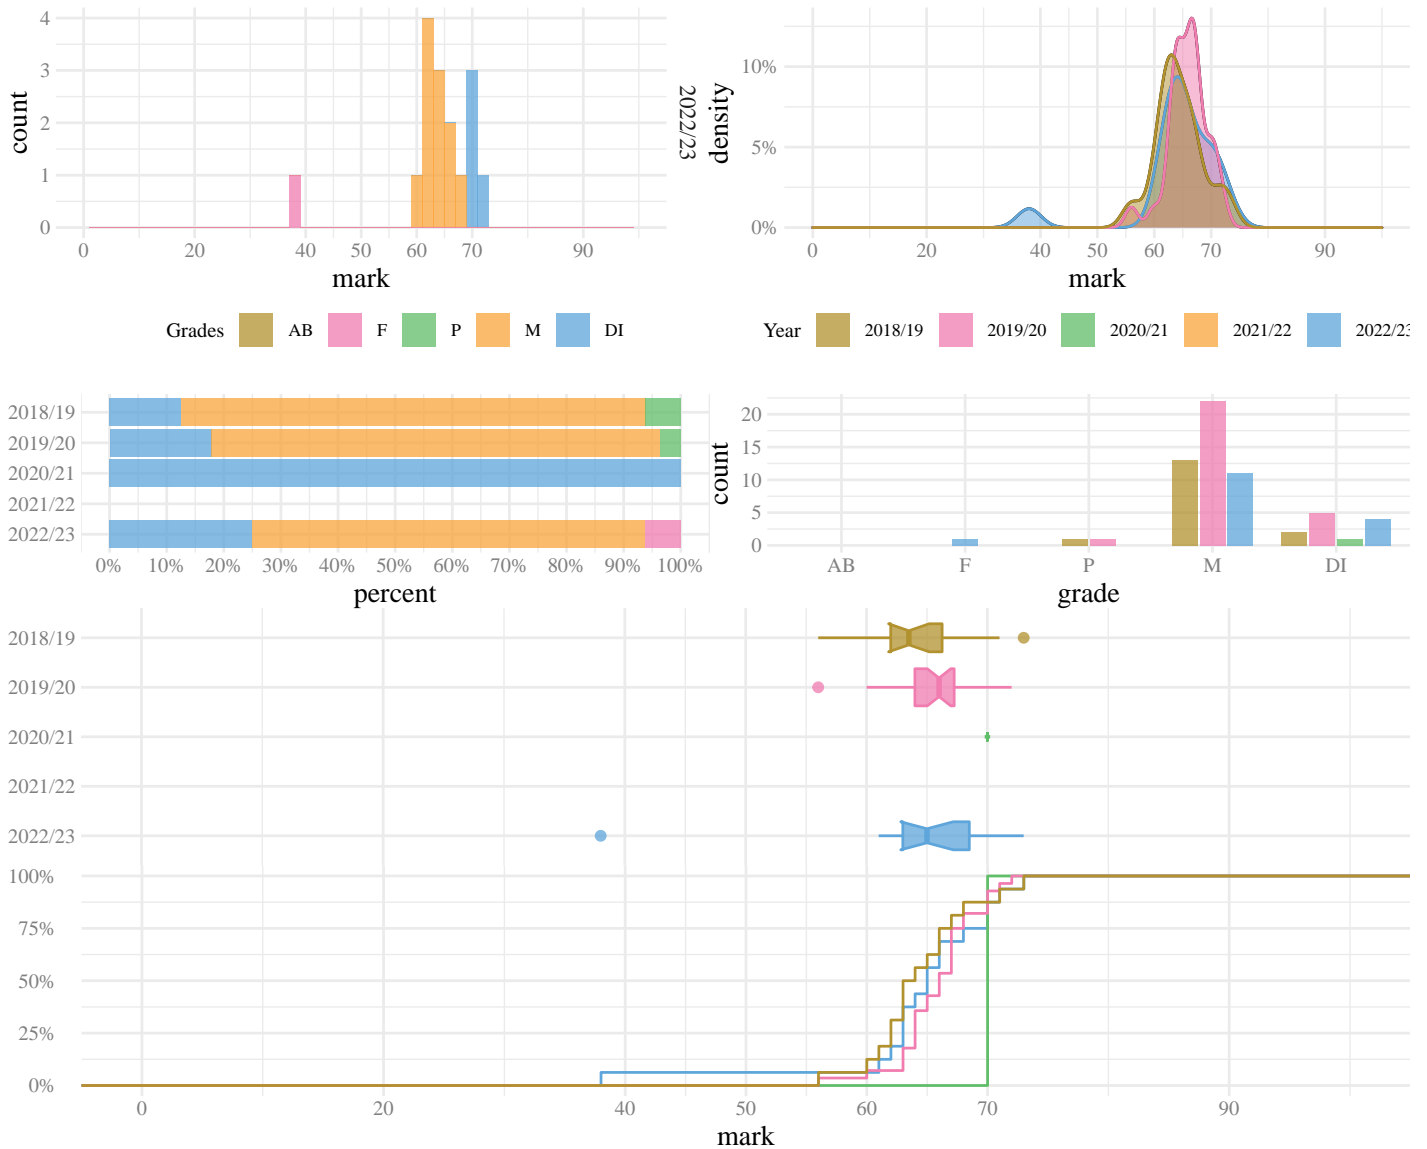 4
3
2
1
0
count
0 20 40 50 60 70 90
mark
2022/23
10%
5%
0%
density
0 20 40 50 60 70 90
mark
Grades AB F P M DI
Year 2018/19 2019/20 2020/21 2021/22 2022/23
2018/19
2019/20
2020/21
2021/22
2022/23
0% 10% 20% 30% 40% 50% 60% 70% 80% 90% 100%
percent
20
15
10
5
0
count
AB F P M DI
grade
2018/19
2019/20
2020/21
2021/22
2022/23
100%
75%
50%
25%
0%
0 20 40 50 60 70 90
mark